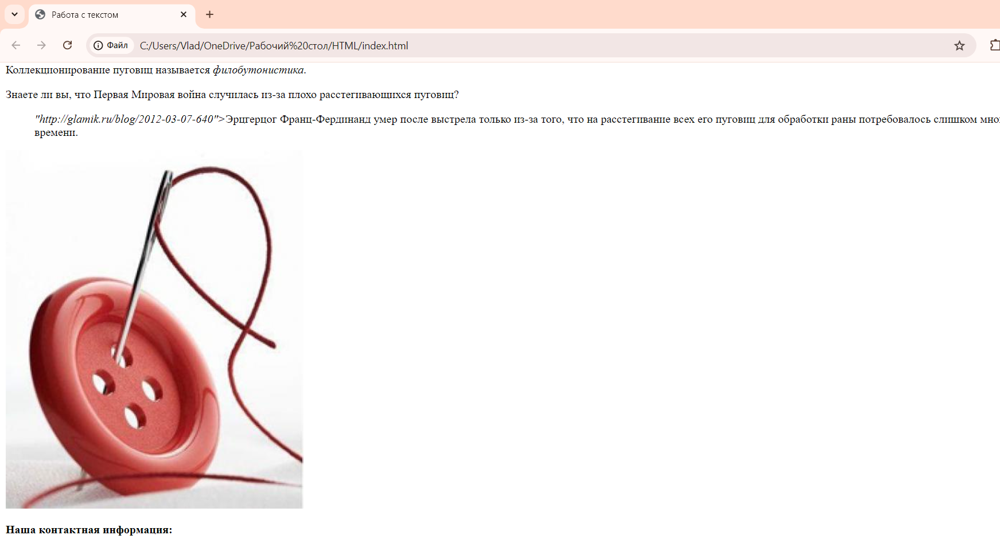 Работа с текстом
Файл
C:/Users/Vlad/OneDrive/Рабочий%20стол/HTML/index.html
Коллекционирование пуговиц называется филобутонистика.
Знаете ли вы, что Первая Мировая война случилась из-за плохо расстегивающихся пуговиц?
"http://glamik.ru/blog/2012-03-07-640">Эрцгерцог Франц-Фердинанд умер после выстрела только из-за того, что на расстегивание всех его пуговиц для обработки раны потребовалось слишком
времени.
Наша контактная информация: